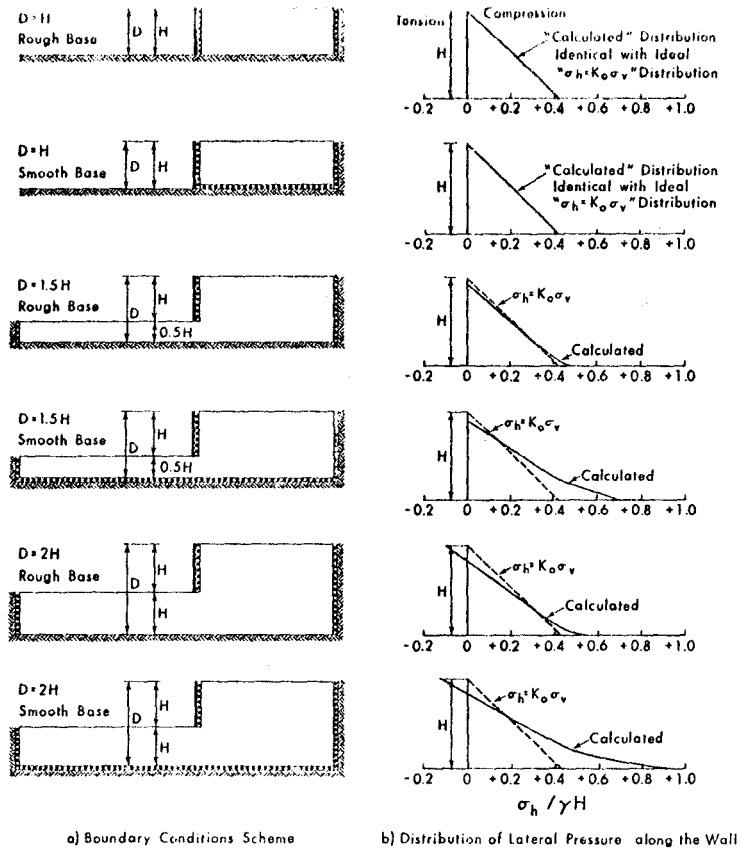 D=H
Rough Base
D
H
Tension
Compression
H
"Calculated" Distribution
Identical with Ideal
"σh=Koσv" Distribution
-0.2 0 +0.2 +0.4 +0.6 +0.8 +1.0
D=H
Smooth Base
D
H
H
"Calculated" Distribution
Identical with Ideal
"σh=Koσv" Distribution
-0.2 0 +0.2 +0.4 +0.6 +0.8 +1.0
D=1.5H
Rough Base
D
H
0.5H
H
σh=Koσv
Calculated
-0.2 0 +0.2 +0.4 +0.6 +0.8 +1.0
D=1.5H
Smooth Base
D
H
0.5H
H
σh=Koσv
Calculated
-0.2 0 +0.2 +0.4 +0.6 +0.8 +1.0
D=2H
Rough Base
D
H
H
H
σh=Koσv
Calculated
-0.2 0 +0.2 +0.4 +0.6 +0.8 +1.0
D=2H
Smooth Base
D
H
H
H
σh=Koσv
Calculated
-0.2 0 +0.2 +0.4 +0.6 +0.8 +1.0
σh / γH
a) Boundary Conditions Scheme
b) Distribution of Lateral Pressure along the Wall